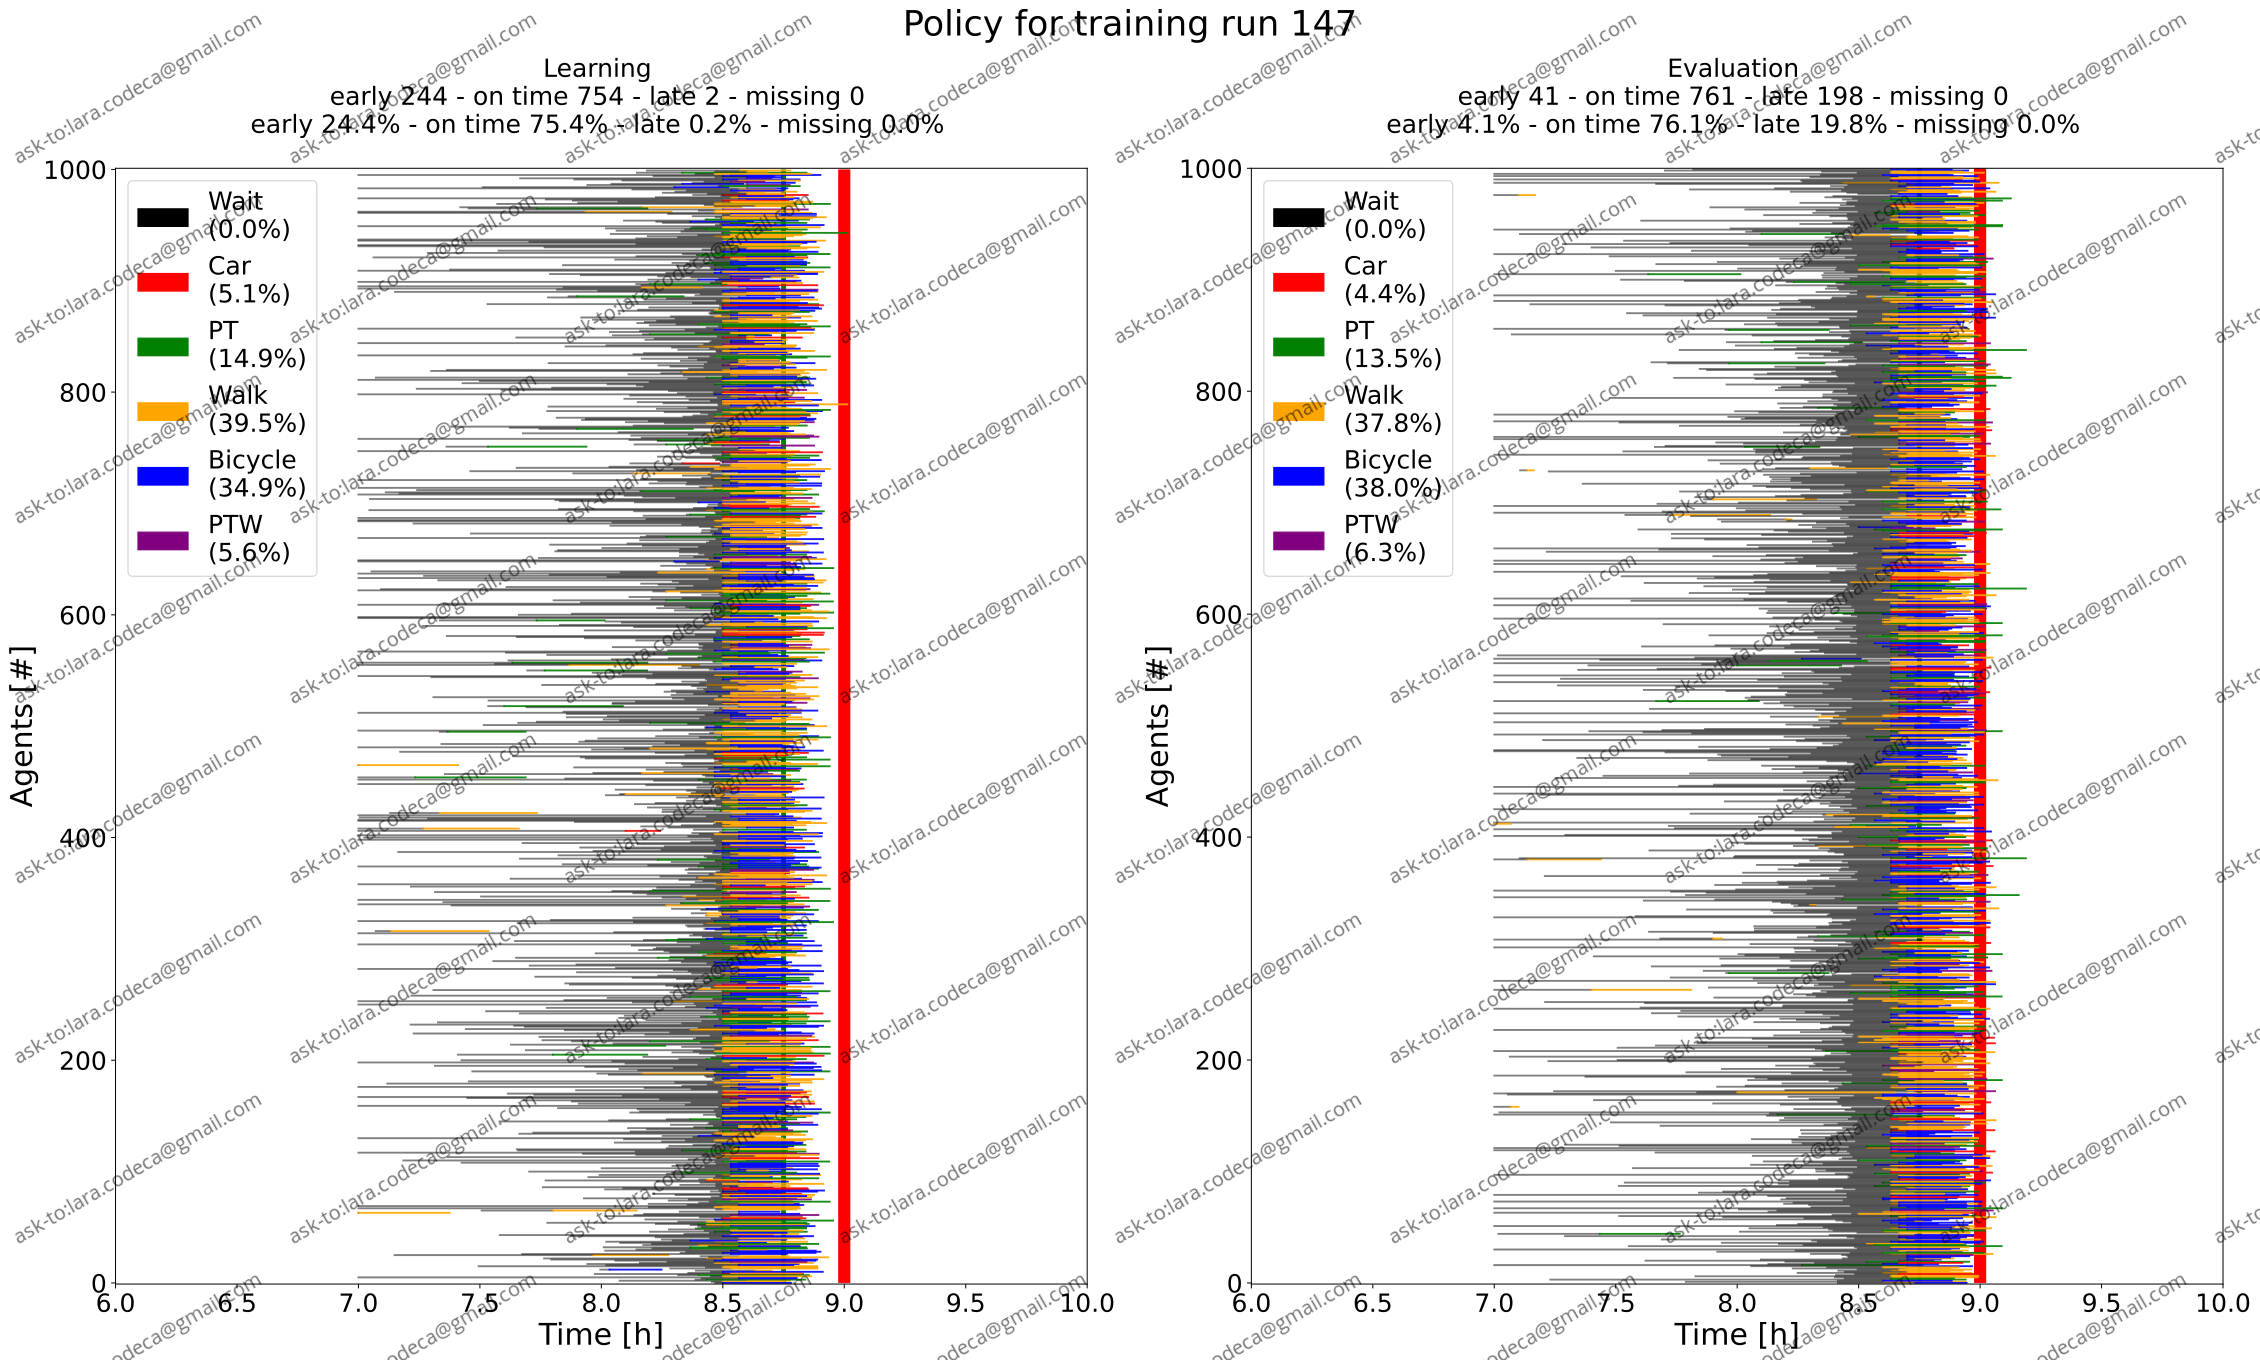 Policy for training run 147
Learning
early 244 - on time 754 - late 2 - missing 0
early 24.4% - on time 75.4% - late 0.2% - missing 0.0%
1000
800
600
400
200
0
Agents [#]
Wait
(0.0%)
Car
(5.1%)
PT
(14.9%)
Walk
(39.5%)
Bicycle
(34.9%)
PTW
(5.6%)
6.0 6.5 7.0 7.5 8.0 8.5 9.0 9.5 10.0
Time [h]
Evaluation
early 41 - on time 761 - late 198 - missing 0
early 4.1% - on time 76.1% - late 19.8% - missing 0.0%
1000
800
600
400
200
0
Agents [#]
Wait
(0.0%)
Car
(4.4%)
PT
(13.5%)
Walk
(37.8%)
Bicycle
(38.0%)
PTW
(6.3%)
6.0 6.5 7.0 7.5 8.0 8.5 9.0 9.5 10.0
Time [h]
ask-to:lara.codeca@gmail.com